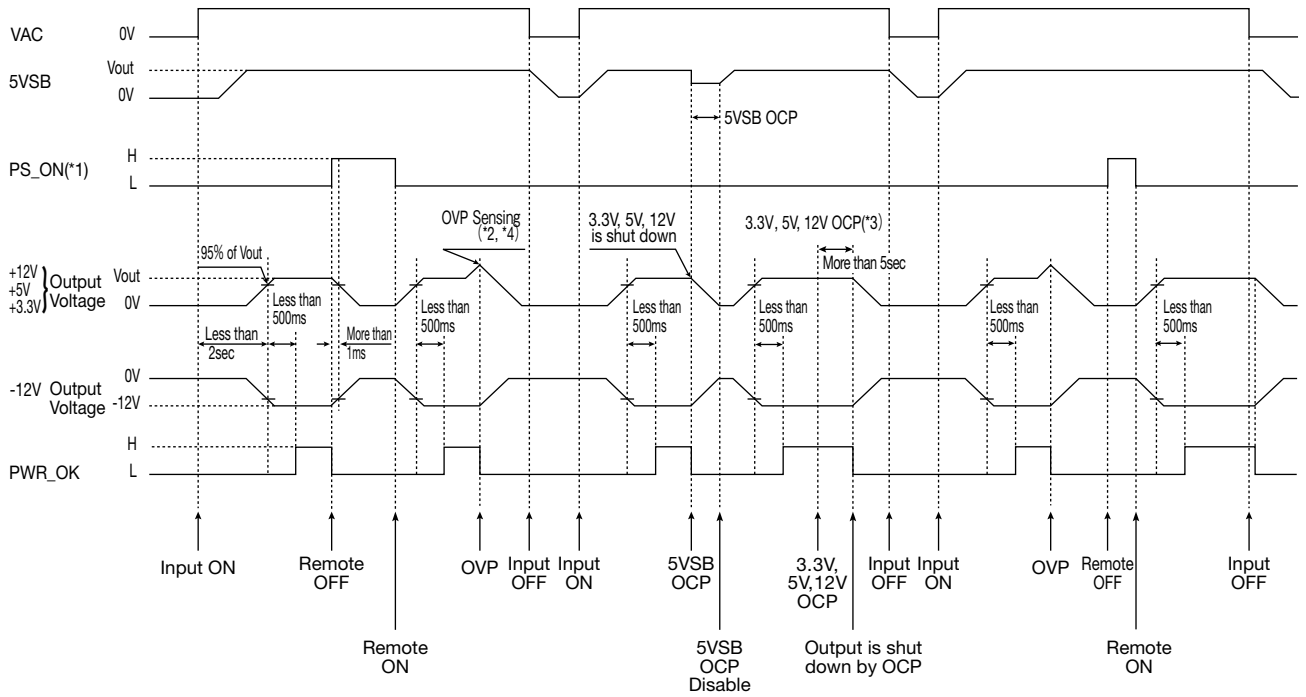 VAC 0V
5VSB Vout
0V
5VSB OCP
PS_ON(*1) H
L
95% of Vout
OVP Sensing
(*2, *4)
3.3V, 5V, 12V
is shut down
3.3V, 5V, 12V OCP(*3)
More than 5sec
+12V
+5V
+3.3V
} Output
Voltage
Vout
0V
Less than
2sec
Less than
500ms
More than
1ms
Less than
500ms
Less than
500ms
Less than
500ms
Less than
500ms
Less than
500ms
-12V Output
Voltage
0V
-12V
PWR_OK H
L
Input ON
Remote
OFF
Remote
ON
OVP
Input
OFF
Input
ON
5VSB
OCP
5VSB
OCP
Disable
3.3V,
5V,12V
OCP
Output is shut
down by OCP
Input
OFF
Input
ON
OVP
Remote
OFF
Remote
ON
Input
OFF